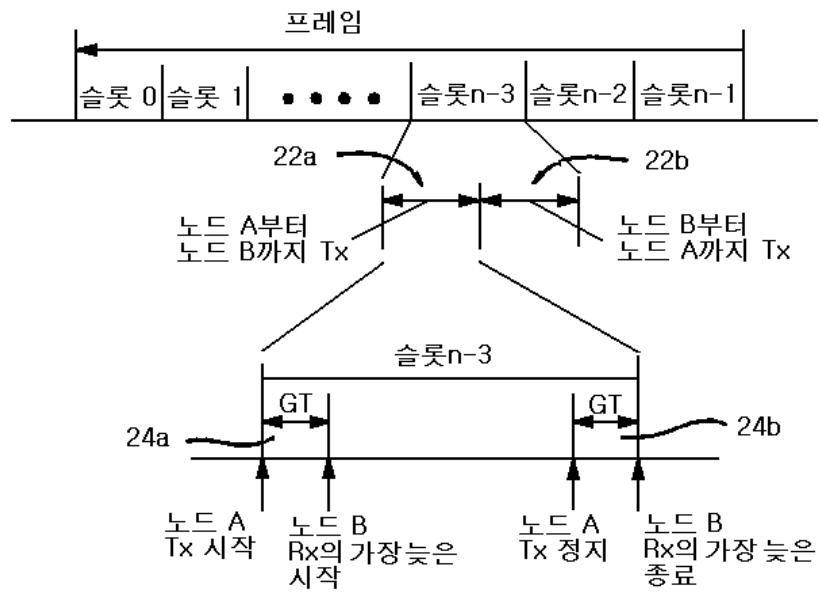 프레임
슬롯 0 슬롯 1 슬롯n-3 슬롯n-2 슬롯n-1
22a
22b
노드 A부터
노드 B까지 Tx
노드 B부터
노드 A까지 Tx
슬롯n-3
GT
GT
24a
24b
노드 A
Tx 시작
노드 B
Rx의 가장 늦은
시작
노드 A
Tx 정지
노드 B
Rx의 가장 늦은
종료